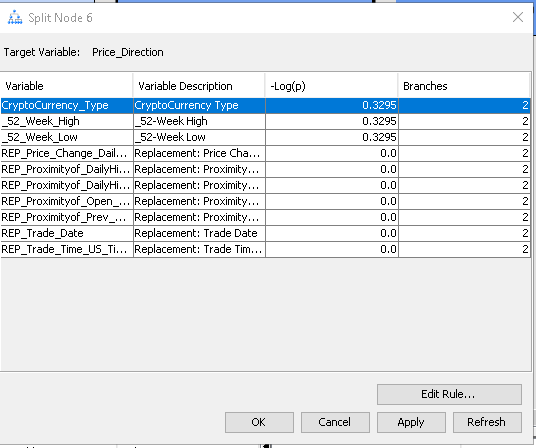 Split Node 6
Target Variable: Price_Direction
Variable Variable Description -Log(p) Branches
CryptoCurrency_Type CryptoCurrency Type 0.3295 2
_52_Week_High _52-Week High 0.3295 2
_52_Week_Low _52-Week Low 0.3295 2
REP_Price_Change_Dail... Replacement: Price Cha... 0.0 2
REP_Proximityof_DailyHi... Replacement: Proximity... 0.0 2
REP_Proximityof_DailyHi... Replacement: Proximity... 0.0 2
REP_Proximityof_Open_... Replacement: Proximity... 0.0 2
REP_Proximityof_Prev_... Replacement: Proximity... 0.0 2
REP_Trade_Date Replacement: Trade Date 0.0 2
REP_Trade_Time_US_Ti... Replacement: Trade Tim... 0.0 2
Edit Rule...
OK Cancel Apply Refresh